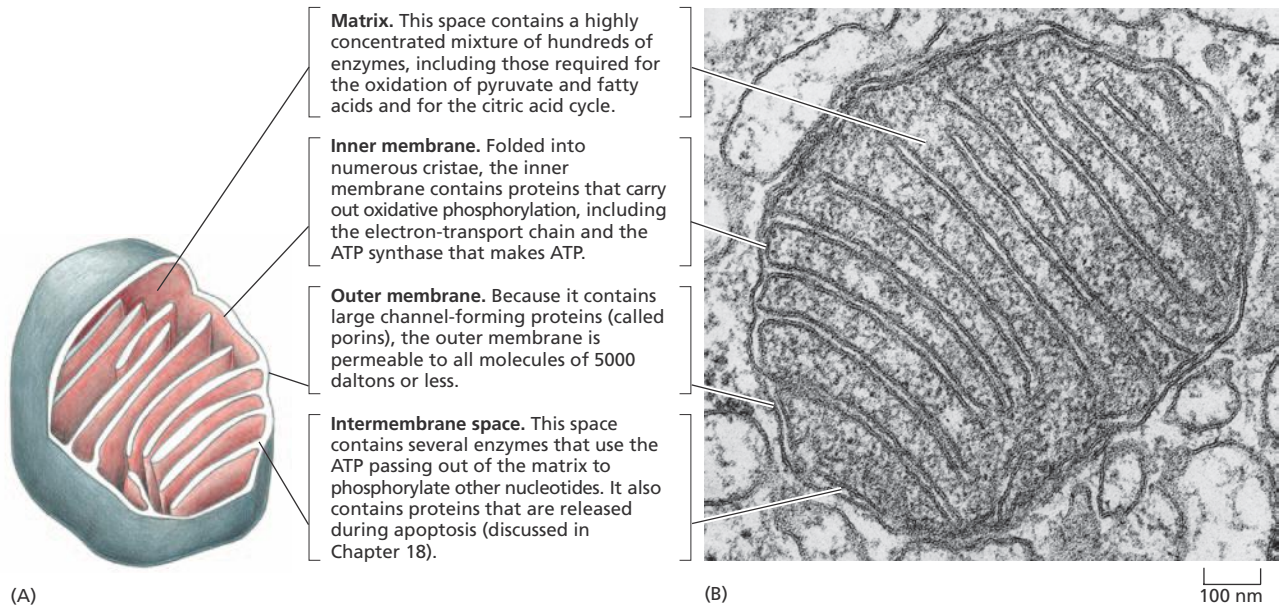 Matrix. This space contains a highly
concentrated mixture of hundreds of
enzymes, including those required for
the oxidation of pyruvate and fatty
acids and for the citric acid cycle.
Inner membrane. Folded into
numerous cristae, the inner
membrane contains proteins that carry
out oxidative phosphorylation, including
the electron-transport chain and the
ATP synthase that makes ATP.
Outer membrane. Because it contains
large channel-forming proteins (called
porins), the outer membrane is
permeable to all molecules of 5000
daltons or less.
Intermembrane space. This space
contains several enzymes that use the
ATP passing out of the matrix to
phosphorylate other nucleotides. It also
contains proteins that are released
during apoptosis (discussed in
Chapter 18).
(A)
(B)
100 nm